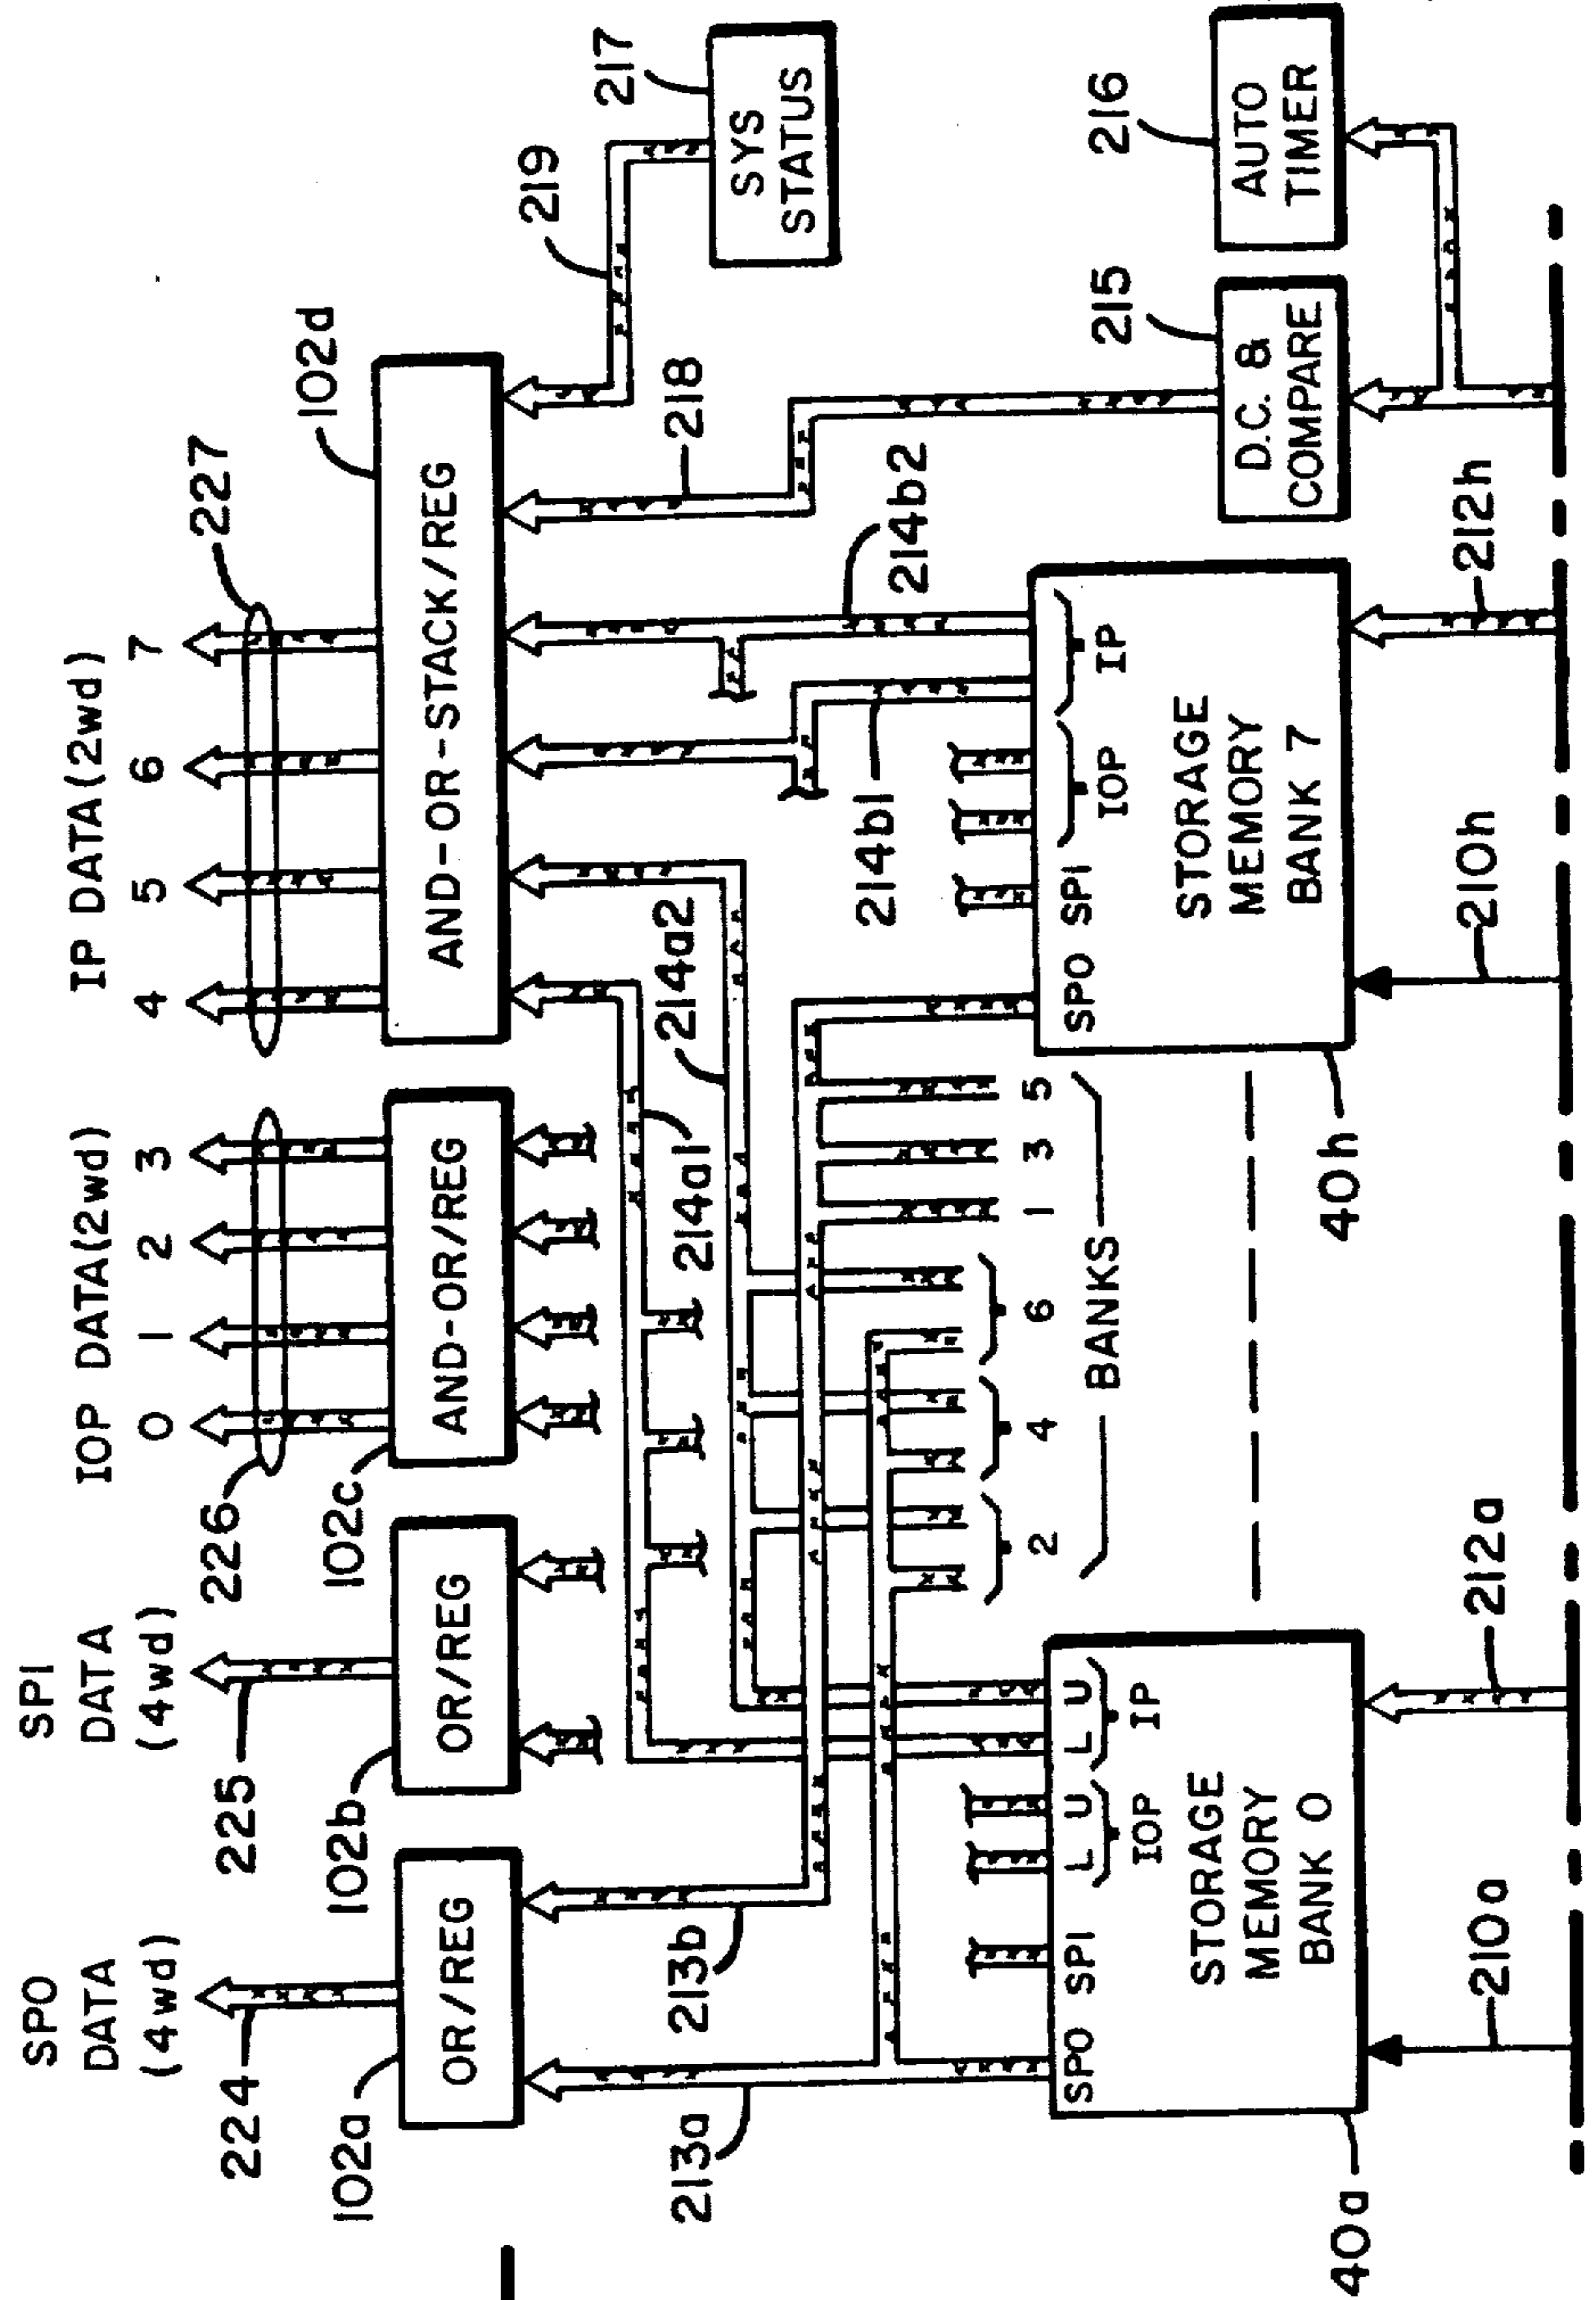 SPO
DATA
(4wd)
SPI
DATA
(4wd)
IOP DATA(2wd)
IP DATA(2wd)
0
1
2
3
4
5
6
7
224
225
226
227
102a
OR/REG
102b
OR/REG
102c
AND-OR/REG
102d
AND-OR-STACK/REG
219
217
SYS
STATUS
213a
213b
214a1
214a2
214b1
214b2
218
2
4
6
1
3
5
BANKS
SPO SPI
L U
L U
IOP
IP
STORAGE
MEMORY
BANK 0
40a
210a
212a
SPO SPI
IOP
IP
STORAGE
MEMORY
BANK 7
40h
210h
212h
215
D.C. &
COMPARE
216
AUTO
TIMER